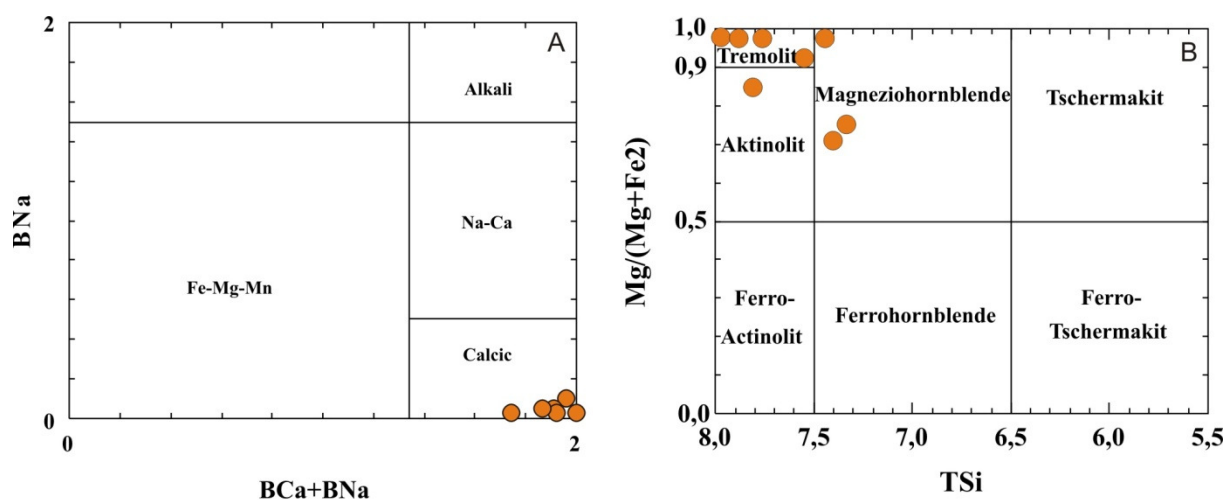 2
A
Alkali
BNa
Na-Ca
Fe-Mg-Mn
Calcic
0
0
2
BCa+BNa
1,0
B
Tremolit
0,9
Magneziohornblende
Tschermakit
Aktinolit
Mg/(Mg+Fe2)
0,5
Ferro-
Actinolit
Ferrohornblende
Ferro-
Tschermakit
0,0
8,0
7,5
7,0
6,5
6,0
5,5
TSi